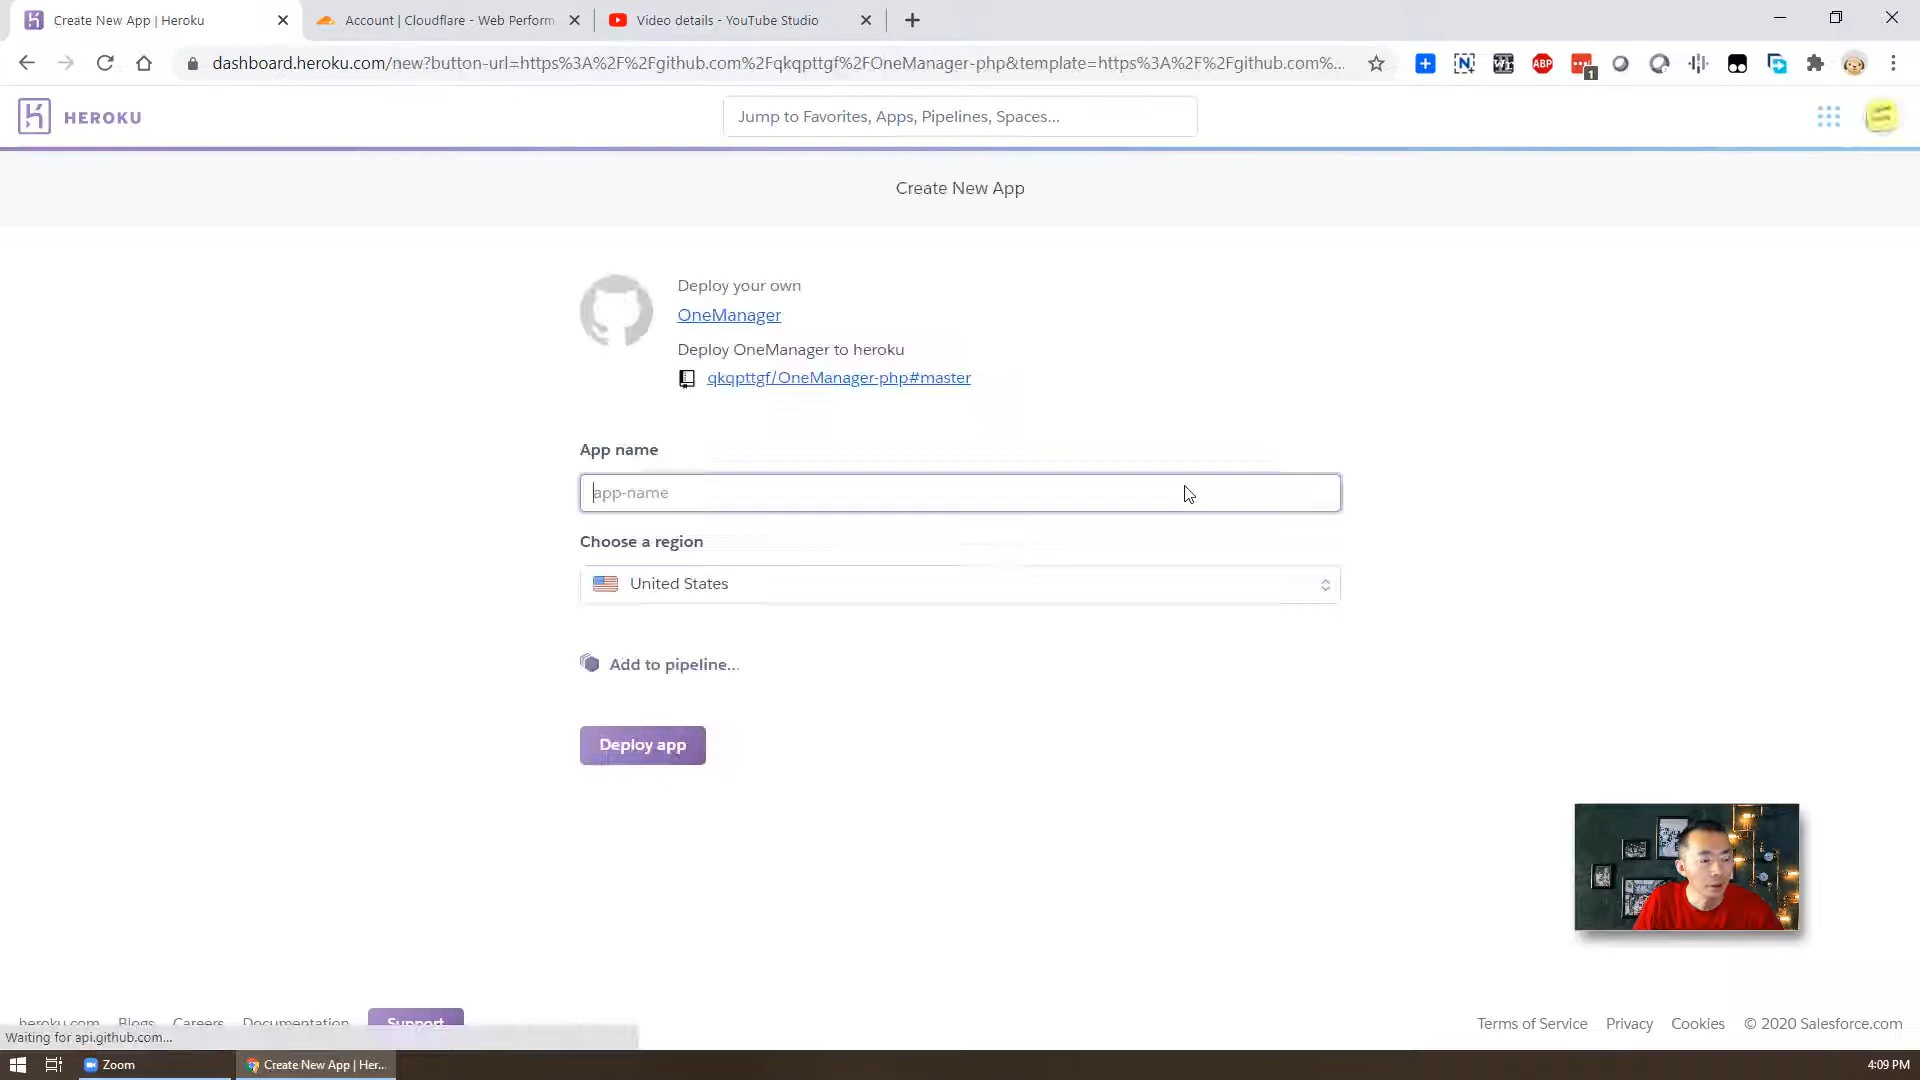 Create New App | Heroku
Account | Cloudflare - Web Perform
Video details - YouTube Studio
dashboard.heroku.com/new?button-url=https%3A%2F%2Fgithub.com%2Fqkqpttgf%2FOneManager-php&template=https%3A%2F%2Fgithub.com%...
ABP
1
HEROKU
Jump to Favorites, Apps, Pipelines, Spaces...
Create New App
Deploy your own
OneManager
Deploy OneManager to heroku
qkqpttgf/OneManager-php#master
App name
app-name
Choose a region
United States
Add to pipeline...
Deploy app
heroku.com Blogs Careers Documentation Support
Terms of Service Privacy Cookies © 2020 Salesforce.com
Waiting for api.github.com...
Zoom
Create New App | Her...
4:09 PM